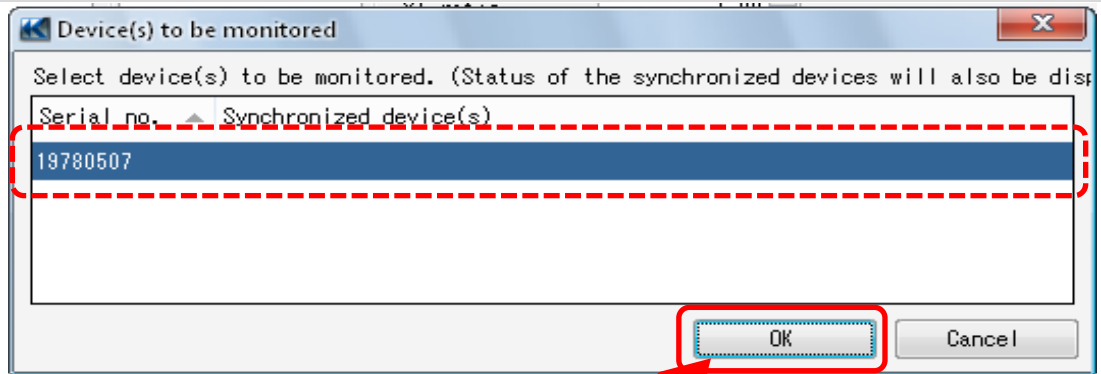 Device(s) to be monitored
Select device(s) to be monitored. (Status of the synchronized devices will also be disp
Serial no. Synchronized device(s)
19780507
OK Cancel